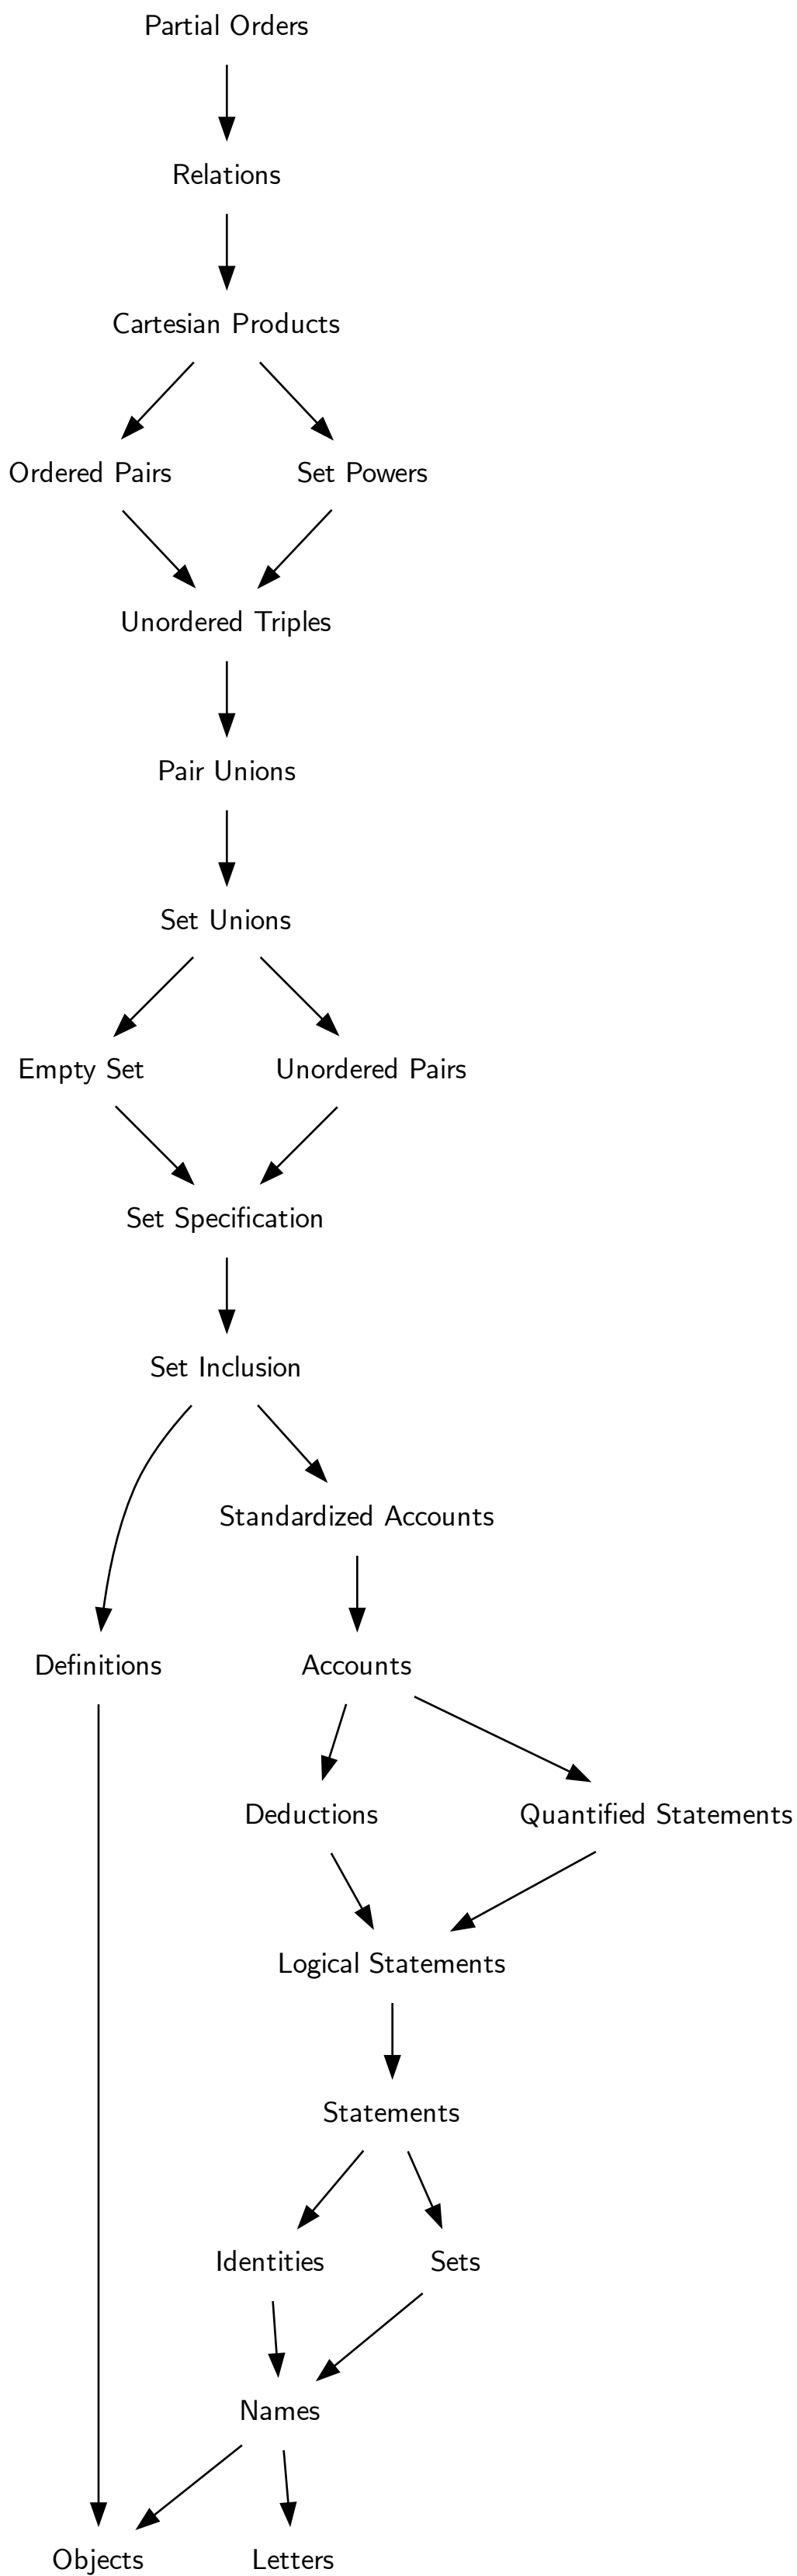 Partial Orders
Relations
Cartesian Products
Ordered Pairs
Set Powers
Unordered Triples
Pair Unions
Set Unions
Empty Set
Unordered Pairs
Set Specification
Set Inclusion
Standardized Accounts
Definitions
Accounts
Deductions
Quantified Statements
Logical Statements
Statements
Identities
Sets
Names
Objects
Letters